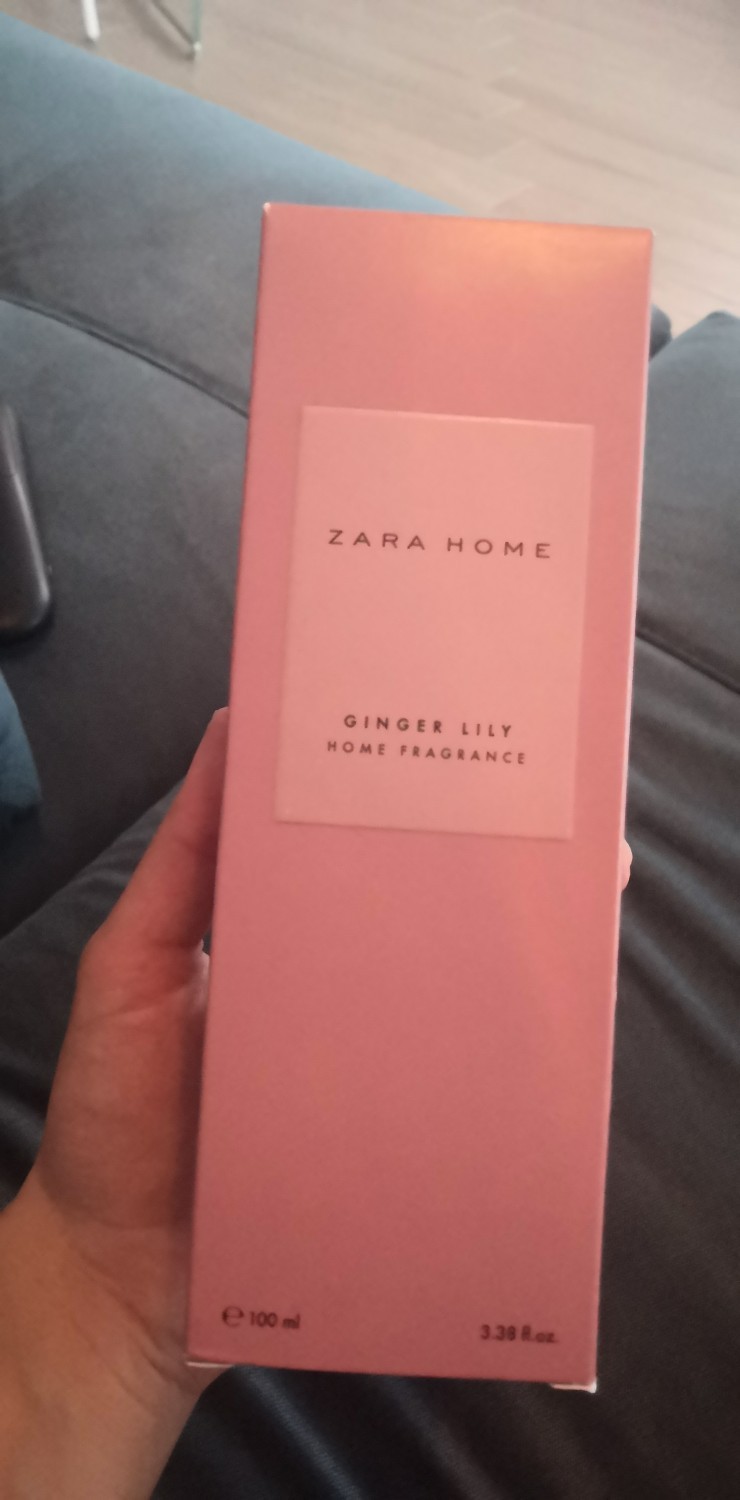 ZARA HOME
GINGER LILY
HOME FRAGRANCE
℮ 100 ml
3.38 fl.oz.